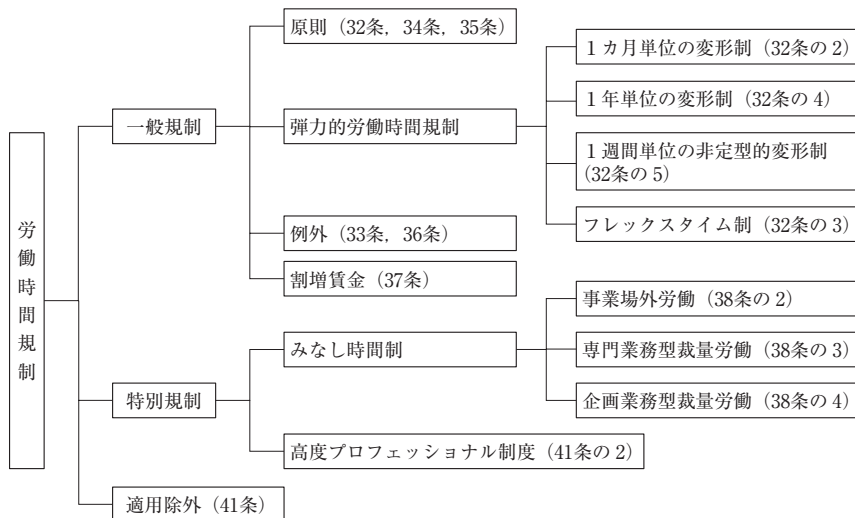 労働時間規制
一般規制
原則（32条，34条，35条）
弾力的労働時間規制
１カ月単位の変形制（32条の２）
１年単位の変形制（32条の４）
１週間単位の非定型的変形制
（32条の５）
フレックスタイム制（32条の３）
例外（33条，36条）
割増賃金（37条）
特別規制
みなし時間制
事業場外労働（38条の２）
専門業務型裁量労働（38条の３）
企画業務型裁量労働（38条の４）
高度プロフェッショナル制度（41条の２）
適用除外（41条）